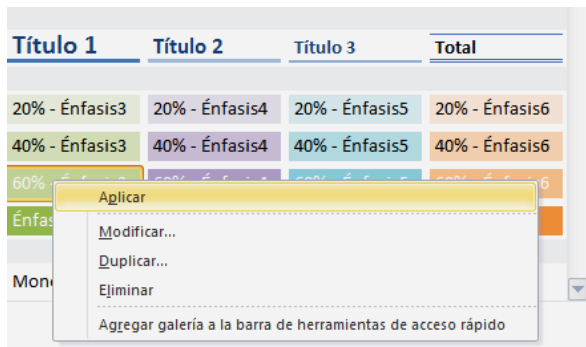 Título 1 Título 2 Título 3 Total
20% - Énfasis3 20% - Énfasis4 20% - Énfasis5 20% - Énfasis6
40% - Énfasis3 40% - Énfasis4 40% - Énfasis5 40% - Énfasis6
60% -
Aplicar
Modificar...
Duplicar...
Eliminar
Agregar galería a la barra de herramientas de acceso rápido